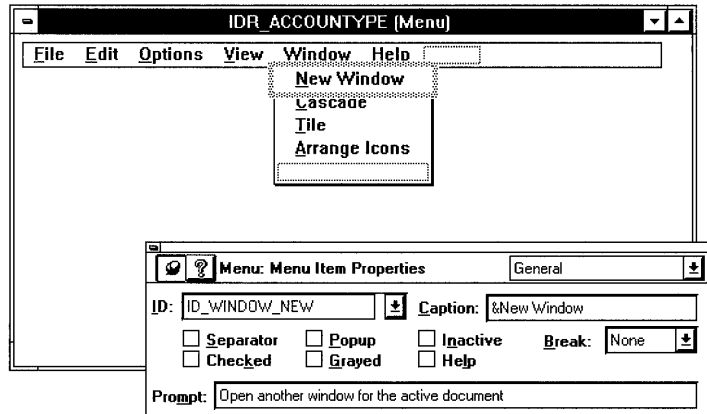 IDR_ACCOUNTYPE (Menu)
File Edit Options View Window Help
New Window
Cascade
Tile
Arrange Icons
Menu: Menu Item Properties General
ID: ID_WINDOW_NEW Caption: &New Window
Separator Popup Inactive Break: None
Checked Grayed Help
Prompt: Open another window for the active document